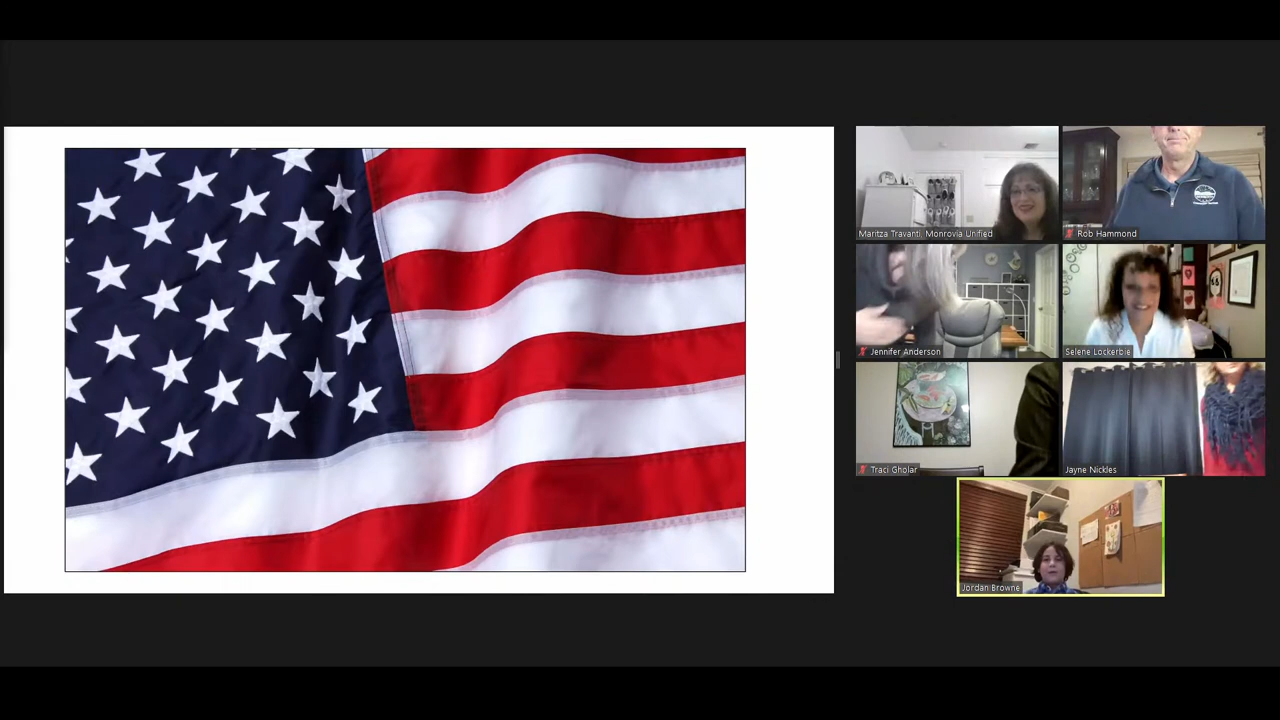 Maritza Travanti, Monrovia Unified
Rob Hammond
Jennifer Anderson
Selene Lockerbie
Traci Gholar
Jayne Nickles
Jordan Browne